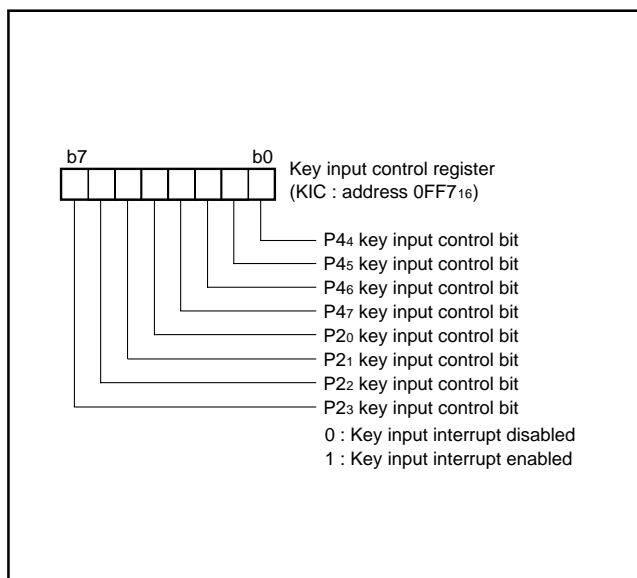 b7 b0
Key input control register
(KIC : address 0FF7₁₆)
P4₄ key input control bit
P4₅ key input control bit
P4₆ key input control bit
P4₇ key input control bit
P2₀ key input control bit
P2₁ key input control bit
P2₂ key input control bit
P2₃ key input control bit
0 : Key input interrupt disabled
1 : Key input interrupt enabled